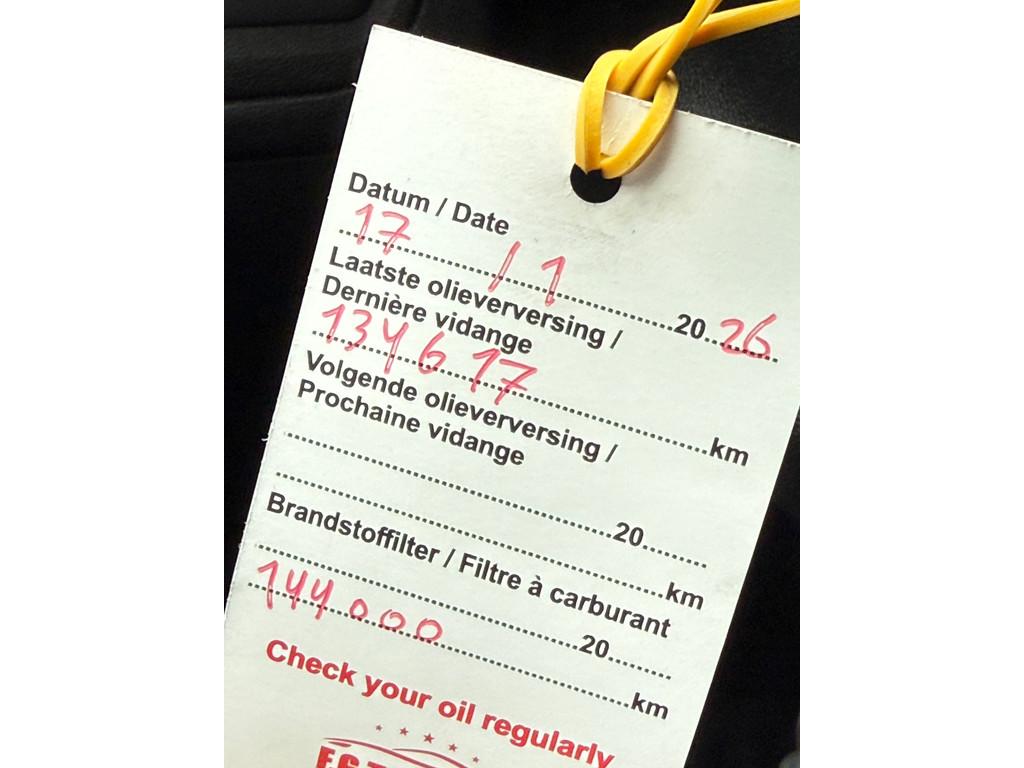 Datum / Date
17 / 1 20 26
Laatste olieverversing /
Dernière vidange
134617 km
Volgende olieverversing /
Prochaine vidange
20
km
Brandstoffilter / Filtre à carburant
20
144000 km
Check your oil regularly